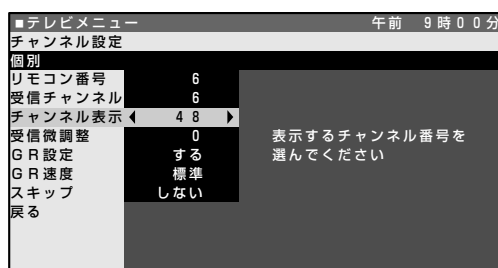 ■テレビメニュー 午前 9時00分
チャンネル設定
個別
リモコン番号 6
受信チャンネル 6
チャンネル表示 ◀ 48 ▶
受信微調整 0 表示するチャンネル番号を
GR設定 する 選んでください
GR速度 標準
スキップ しない
戻る